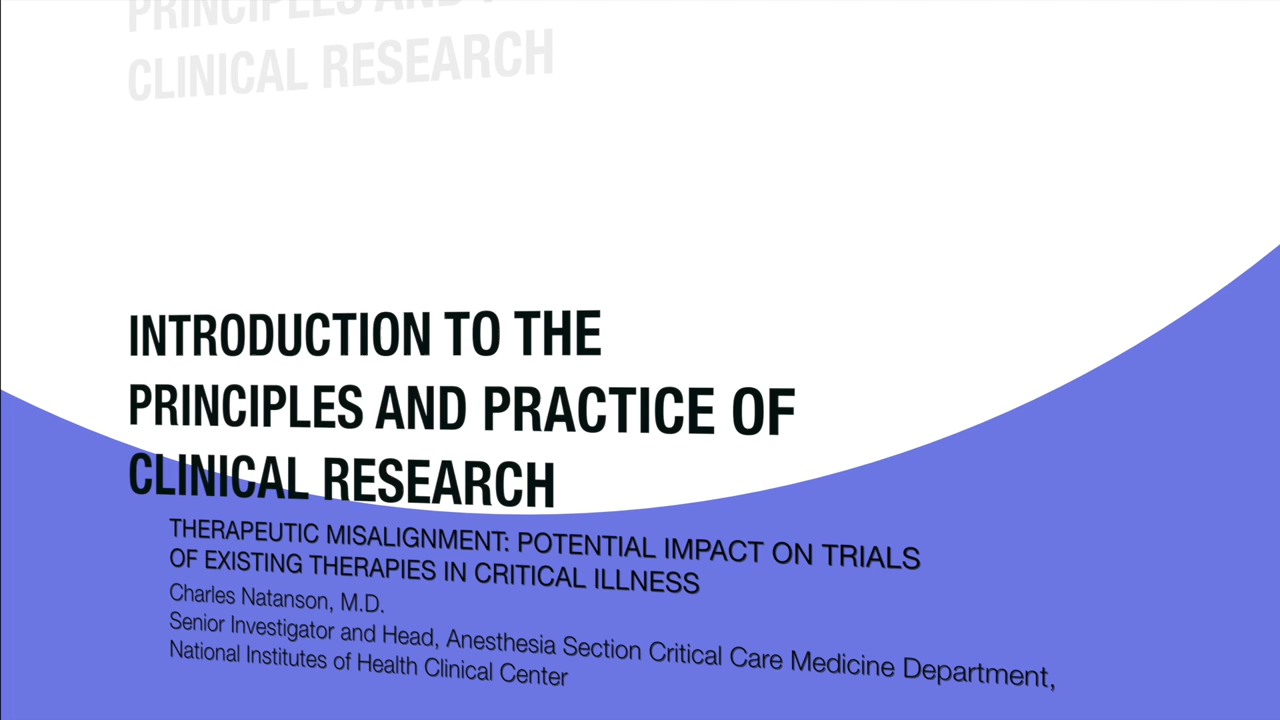 PRINCIPLES AND
CLINICAL RESEARCH
INTRODUCTION TO THE
PRINCIPLES AND PRACTICE OF
CLINICAL RESEARCH
THERAPEUTIC MISALIGNMENT: POTENTIAL IMPACT ON TRIALS
OF EXISTING THERAPIES IN CRITICAL ILLNESS
Charles Natanson, M.D.
Senior Investigator and Head, Anesthesia Section Critical Care Medicine Department,
National Institutes of Health Clinical Center